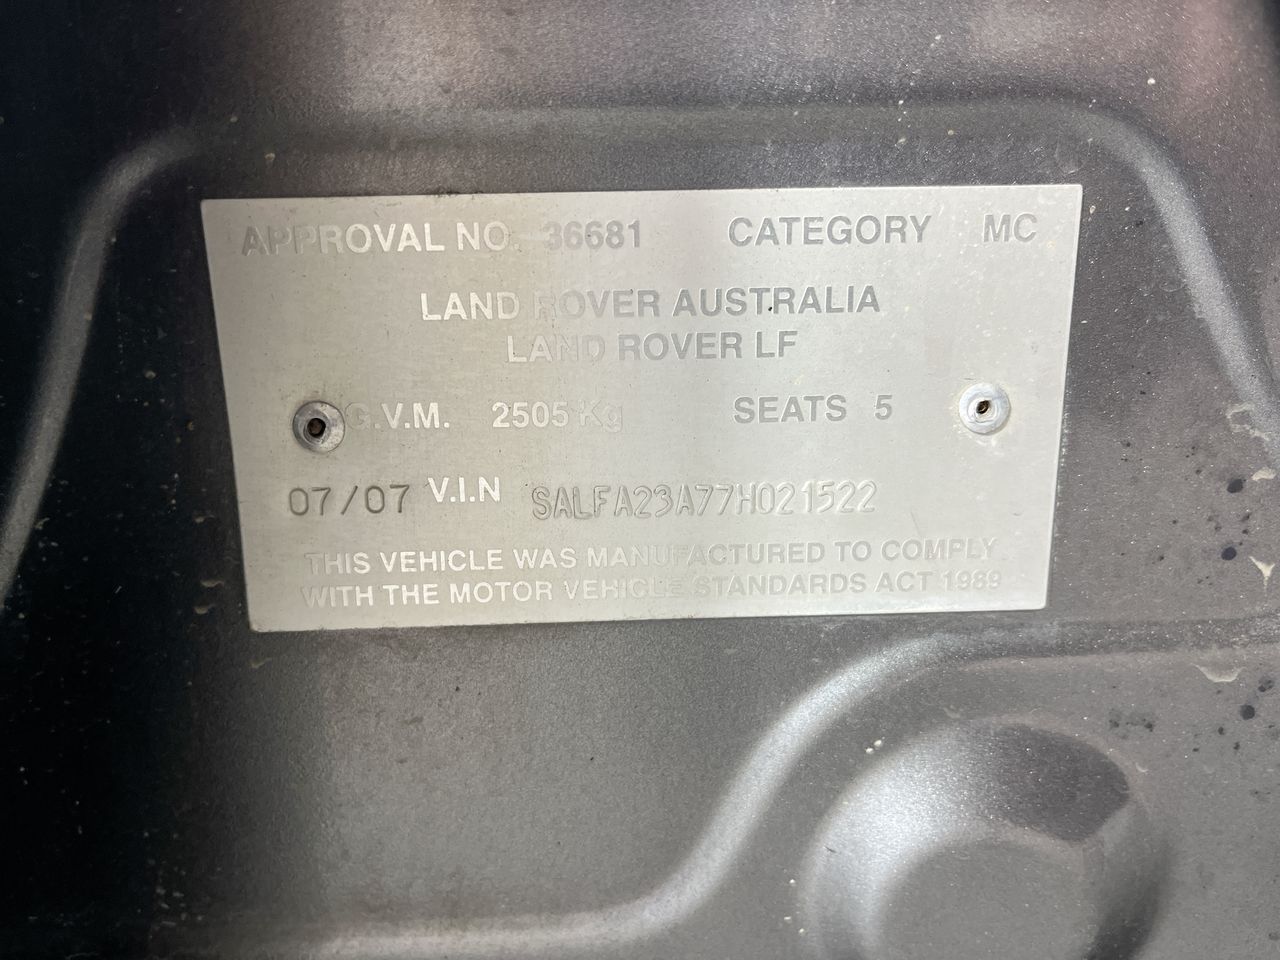 APPROVAL NO. 36681 CATEGORY MC
LAND ROVER AUSTRALIA
LAND ROVER LF
G.V.M. 2505 Kg SEATS 5
07/07 V.I.N SALFA23A77H021522
THIS VEHICLE WAS MANUFACTURED TO COMPLY
WITH THE MOTOR VEHICLE STANDARDS ACT 1989